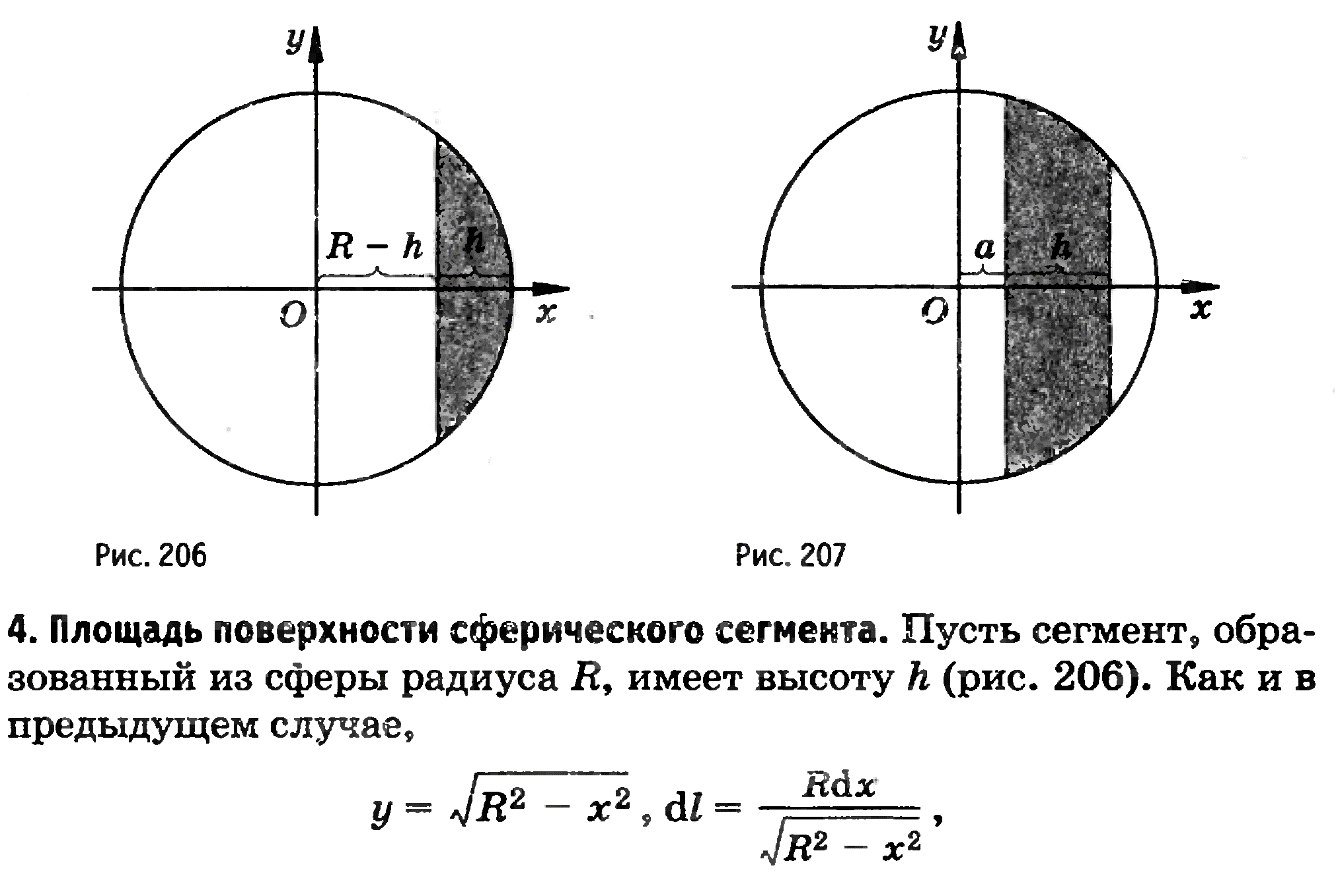 y y
R − h h a h
O x O x
Рис. 206 Рис. 207
4. Площадь поверхности сферического сегмента. Пусть сегмент, обра-
зованный из сферы радиуса R, имеет высоту h (рис. 206). Как и в
предыдущем случае,
y = √(R² − x²), dl = Rdx / √(R² − x²),